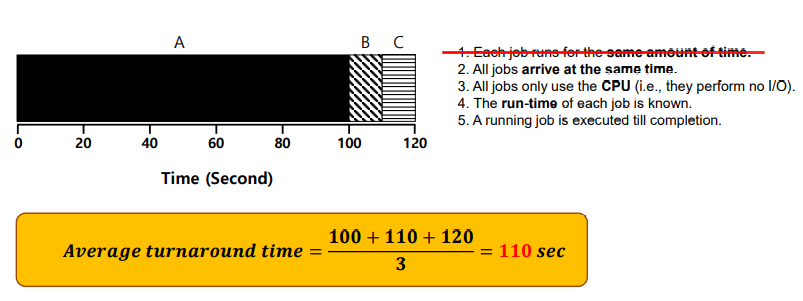 A B C
0 20 40 60 80 100 120
Time (Second)
1. Each job runs for the same amount of time.
2. All jobs arrive at the same time.
3. All jobs only use the CPU (i.e., they perform no I/O).
4. The run-time of each job is known.
5. A running job is executed till completion.
Average turnaround time = (100 + 110 + 120) / 3 = 110 sec